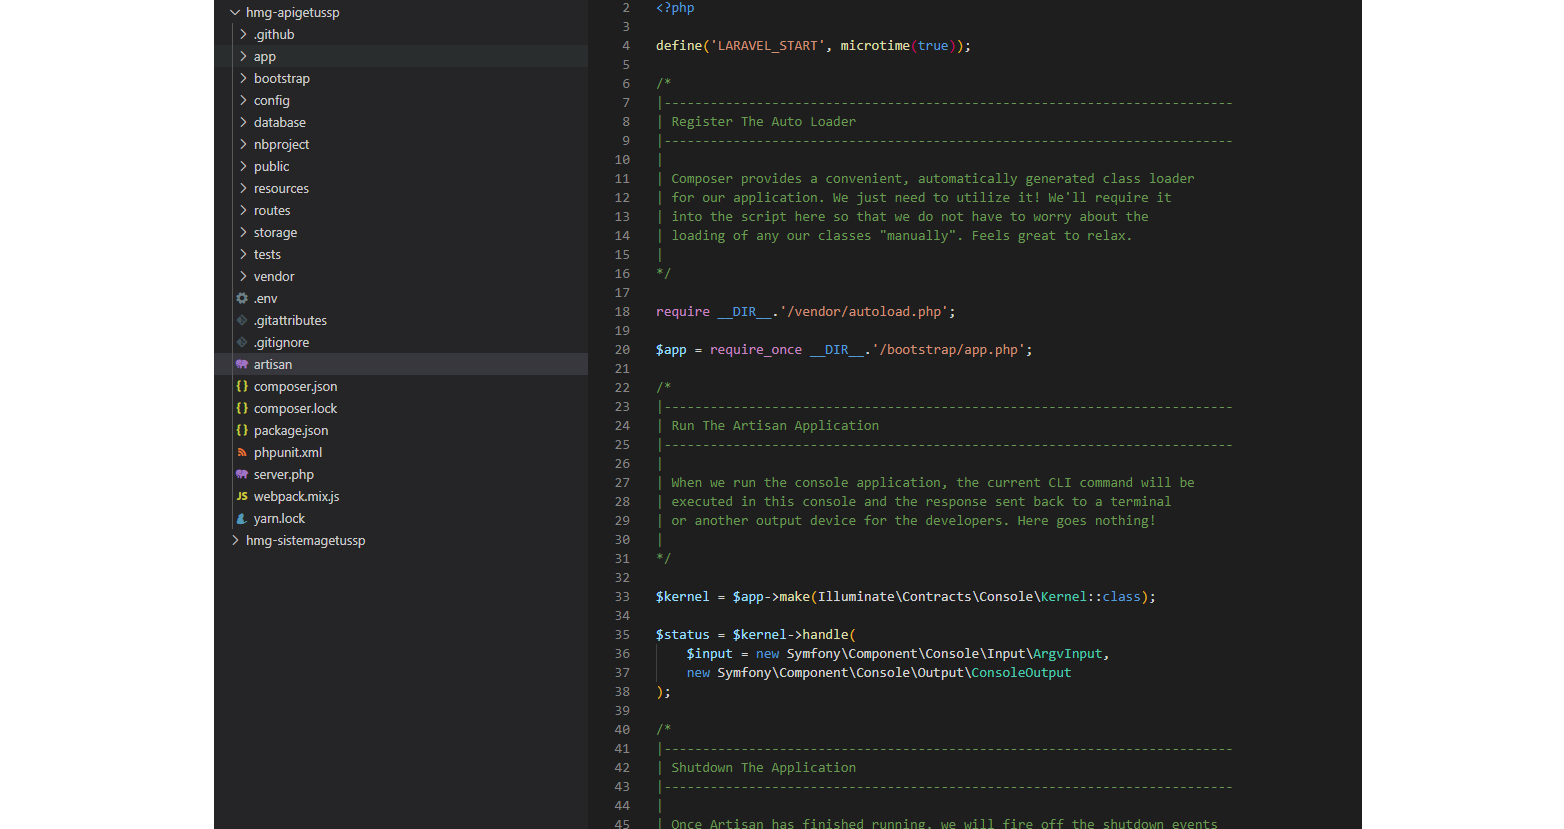 hmg-apigetussp
.github
app
bootstrap
config
database
nbproject
public
resources
routes
storage
tests
vendor
.env
.gitattributes
.gitignore
artisan
composer.json
composer.lock
package.json
phpunit.xml
server.php
JS webpack.mix.js
yarn.lock
hmg-sistemagetussp
2 <?php
3
4 define('LARAVEL_START', microtime(true));
5
6 /*
7 |--------------------------------------------------------------------------
8 | Register The Auto Loader
9 |--------------------------------------------------------------------------
10 |
11 | Composer provides a convenient, automatically generated class loader
12 | for our application. We just need to utilize it! We'll require it
13 | into the script here so that we do not have to worry about the
14 | loading of any our classes "manually". Feels great to relax.
15 |
16 */
17
18 require __DIR__.'/vendor/autoload.php';
19
20 $app = require_once __DIR__.'/bootstrap/app.php';
21
22 /*
23 |--------------------------------------------------------------------------
24 | Run The Artisan Application
25 |--------------------------------------------------------------------------
26 |
27 | When we run the console application, the current CLI command will be
28 | executed in this console and the response sent back to a terminal
29 | or another output device for the developers. Here goes nothing!
30 |
31 */
32
33 $kernel = $app->make(Illuminate\Contracts\Console\Kernel::class);
34
35 $status = $kernel->handle(
36 $input = new Symfony\Component\Console\Input\ArgvInput,
37 new Symfony\Component\Console\Output\ConsoleOutput
38 );
39
40 /*
41 |--------------------------------------------------------------------------
42 | Shutdown The Application
43 |--------------------------------------------------------------------------
44 |
45 | Once Artisan has finished running, we will fire off the shutdown events